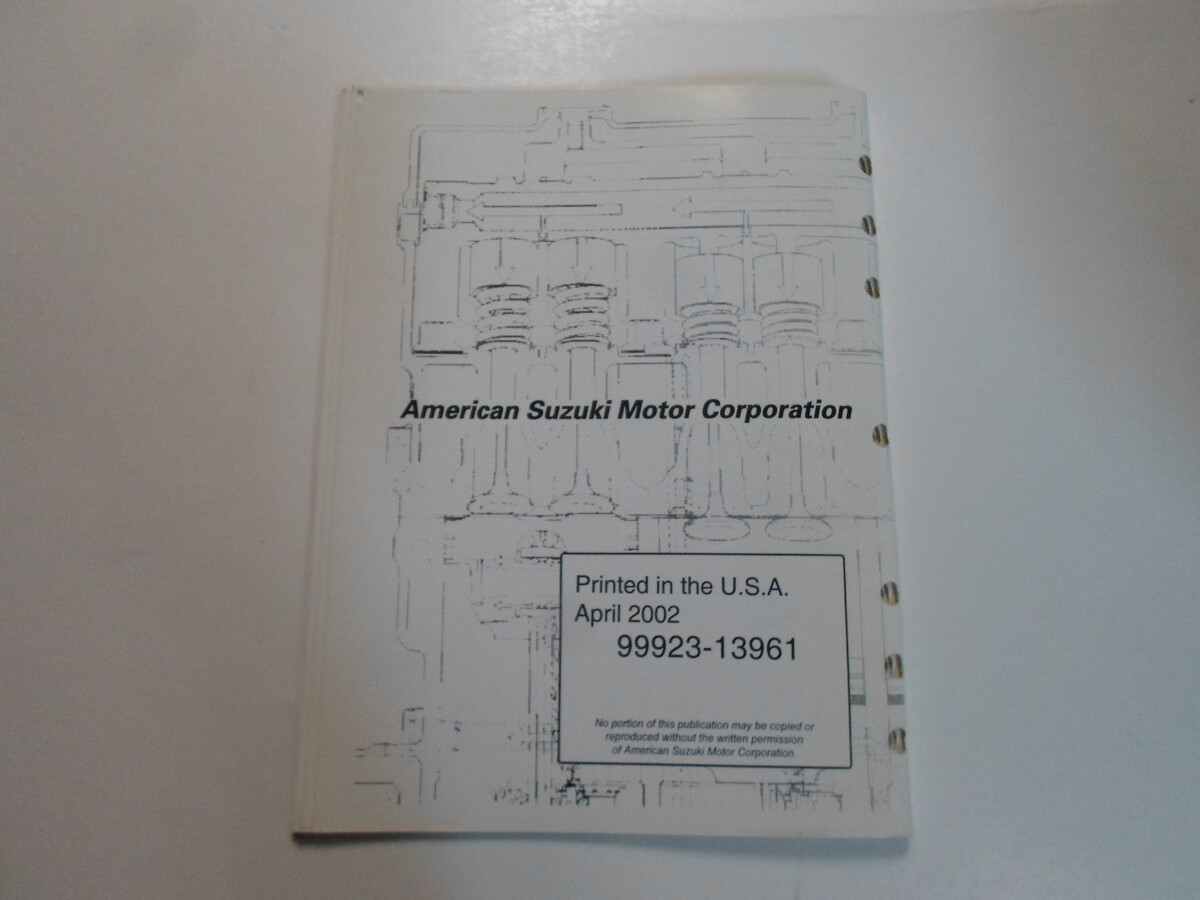 American Suzuki Motor Corporation
Printed in the U.S.A.
April 2002
99923-13961
No portion of this publication may be copied or
reproduced without the written permission
of American Suzuki Motor Corporation.